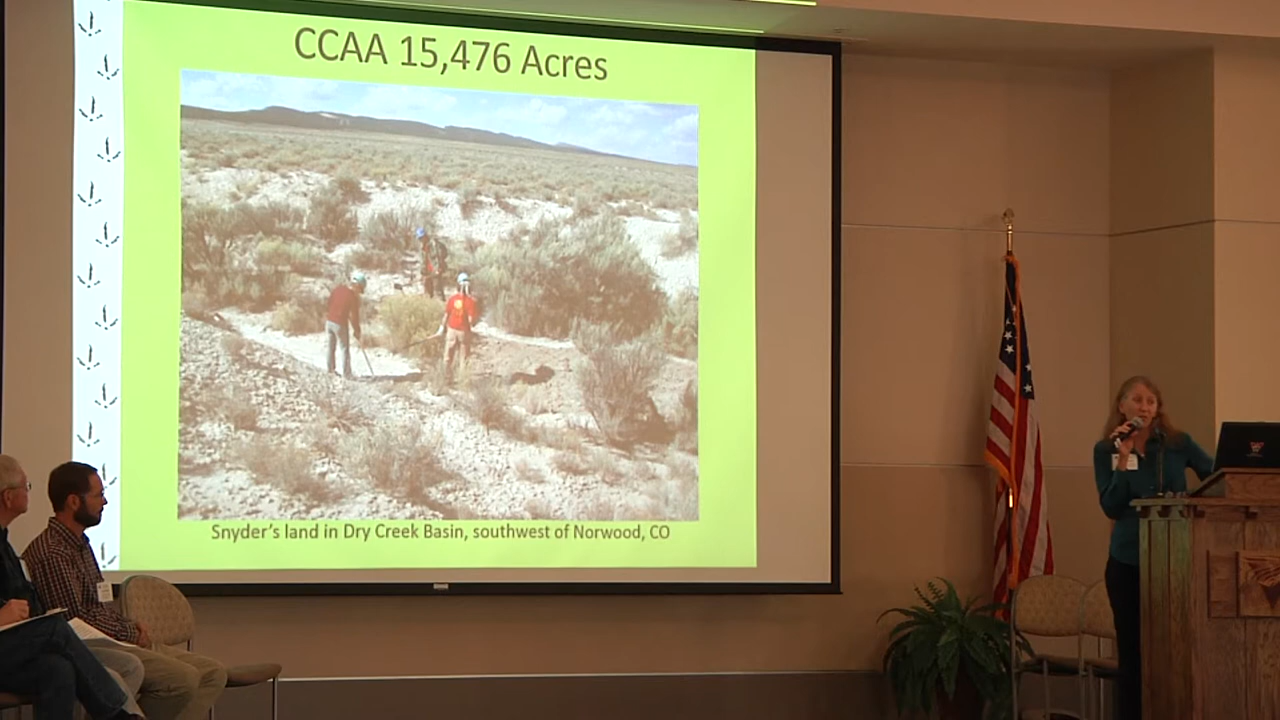 CCAA 15,476 Acres
Snyder's land in Dry Creek Basin, southwest of Norwood, CO